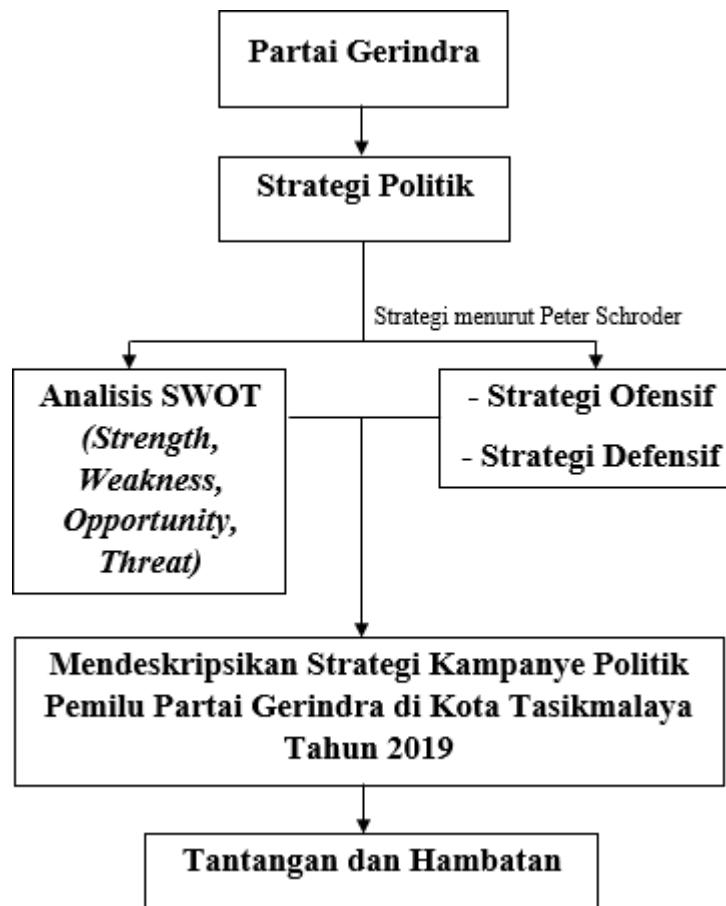 Partai Gerindra
Strategi Politik
Strategi menurut Peter Schroder
Analisis SWOT
(Strength,
Weakness,
Opportunity,
Threat)
- Strategi Ofensif
- Strategi Defensif
Mendeskripsikan Strategi Kampanye Politik
Pemilu Partai Gerindra di Kota Tasikmalaya
Tahun 2019
Tantangan dan Hambatan